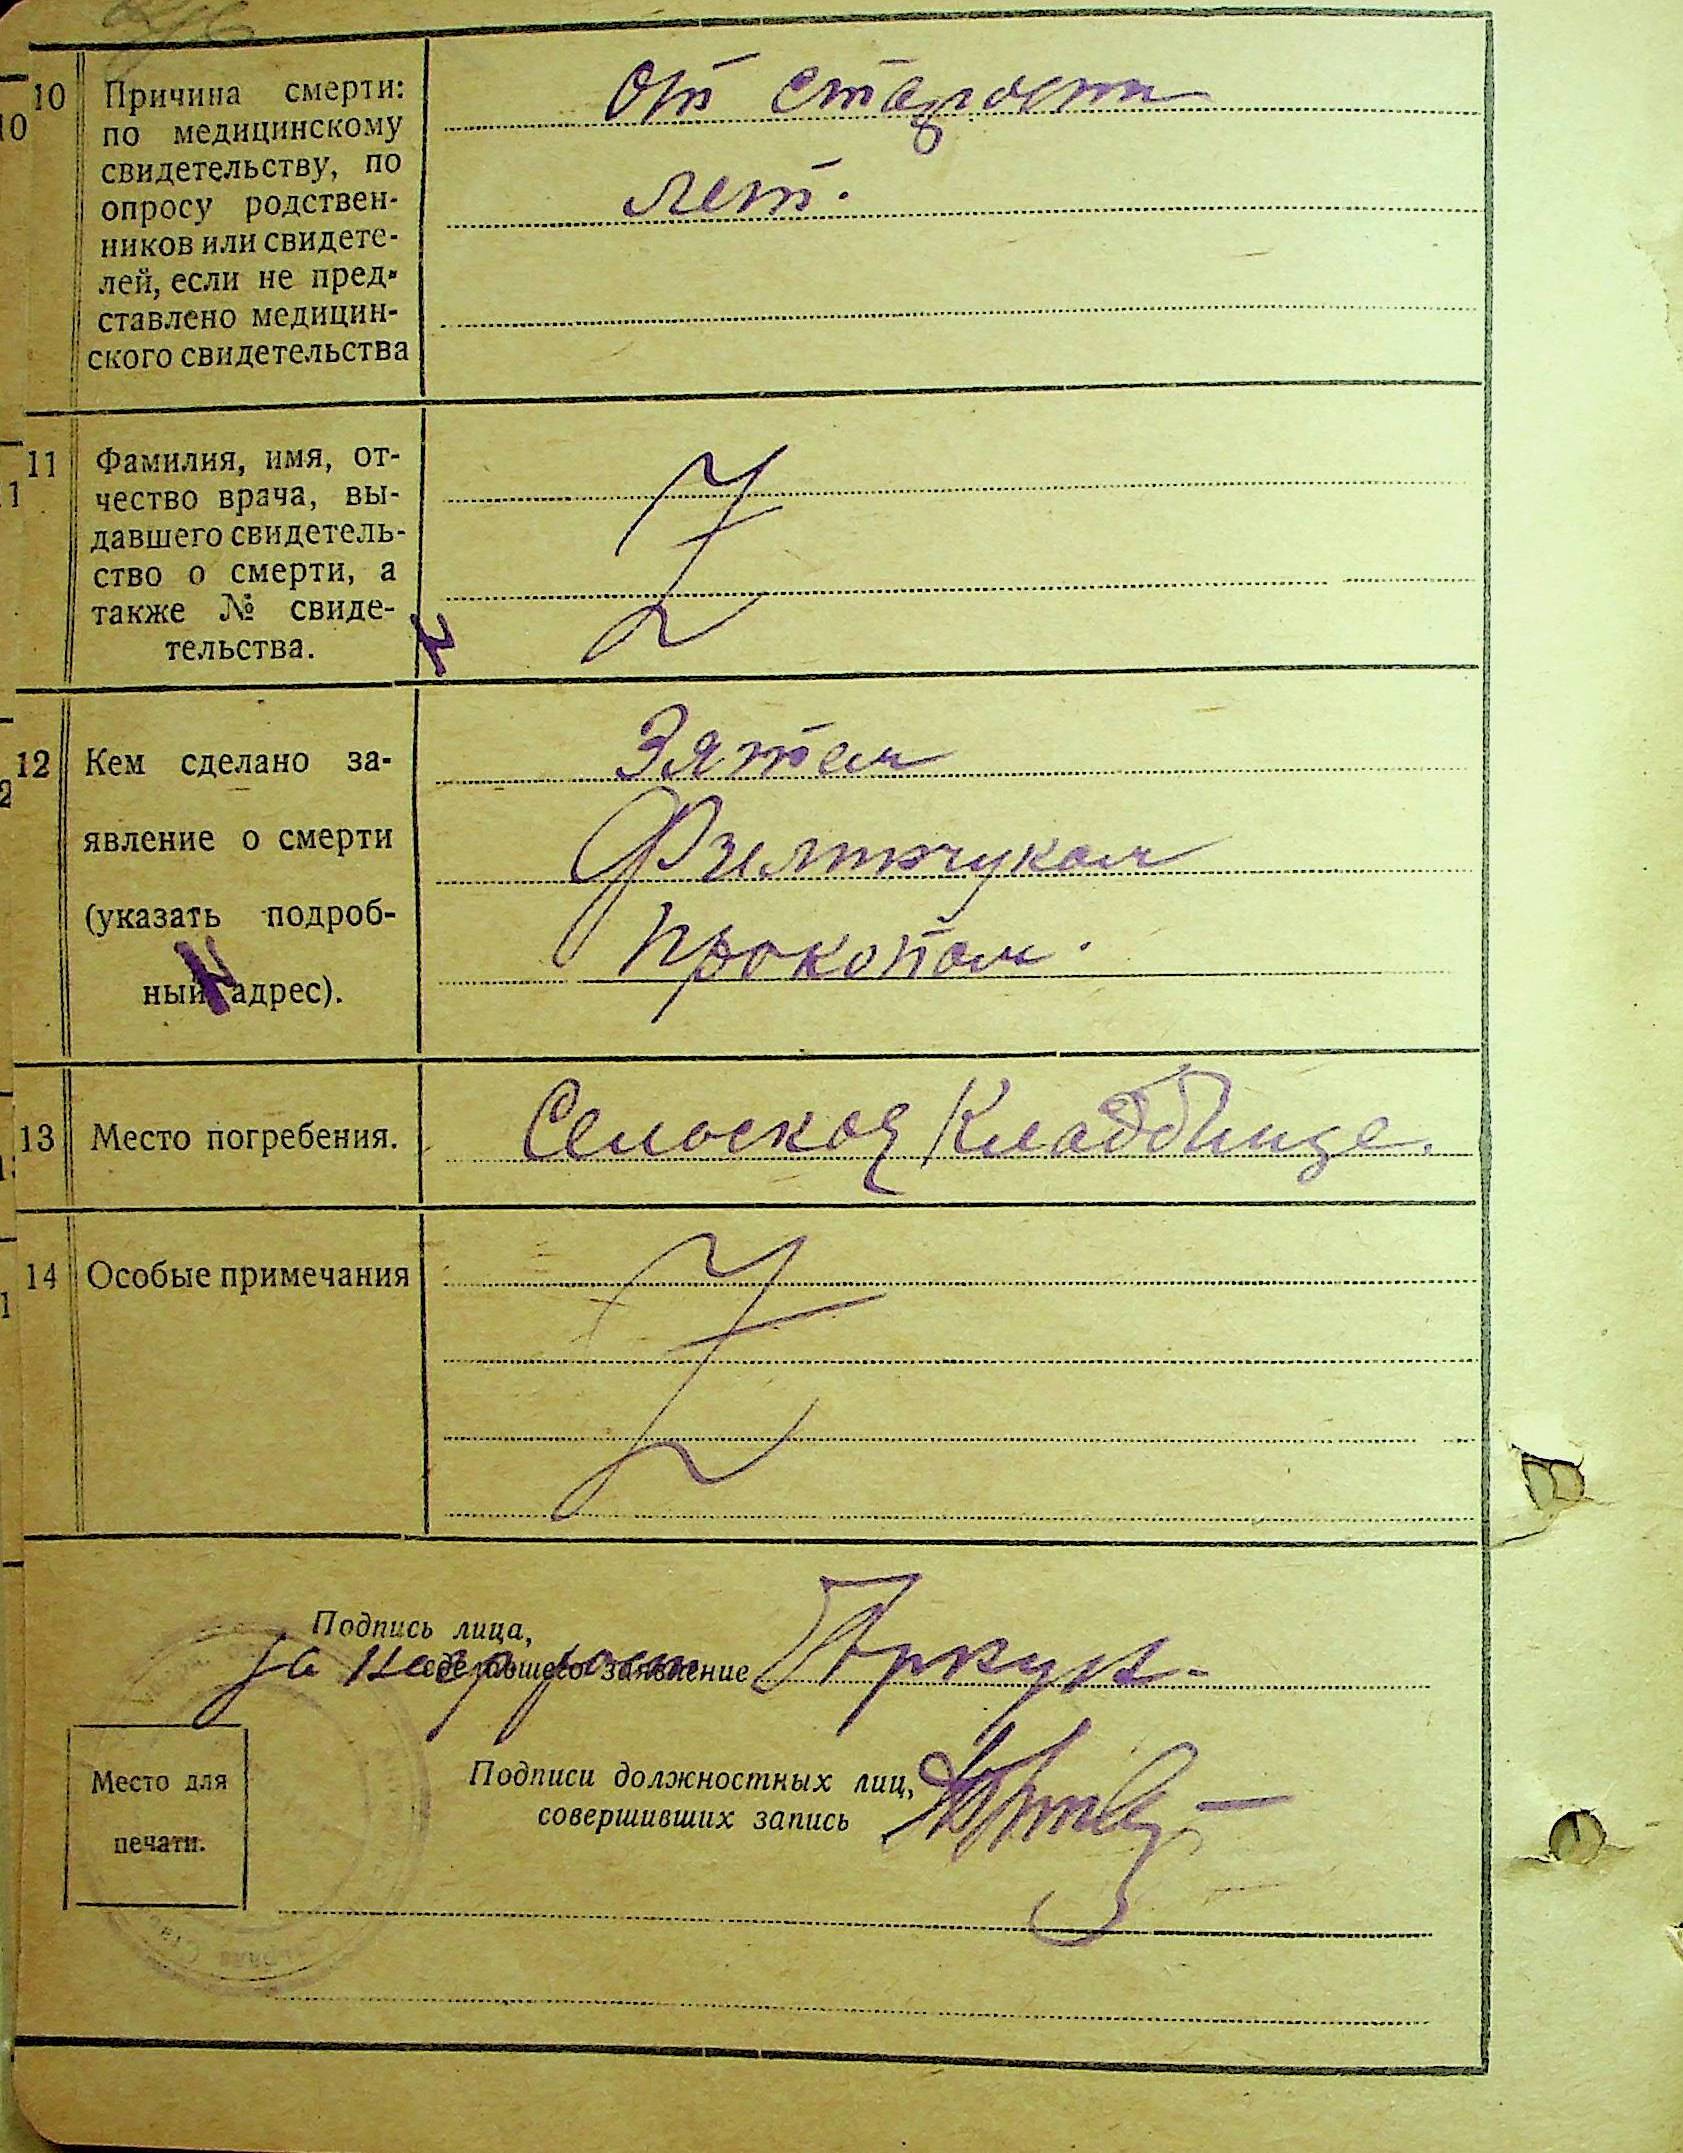 10 Причина смерти:
по медицинскому
свидетельству, по
опросу родствен-
ников или свидете-
лей, если не пред-
ставлено медицин-
ского свидетельства
от старости
лет.
11 Фамилия, имя, от-
чество врача, вы-
давшего свидетель-
ство о смерти, а
также № свиде-
тельства.
12 Кем сделано за-
явление о смерти
(указать подроб-
ный адрес).
Зятем
Прокопом.
13 Место погребения.
Сельское Кладбище.
14 Особые примечания
Подпись лица,
сделавшего заявление
за неграмотн
Подписи должностных лиц,
совершивших запись
Место для
печати.